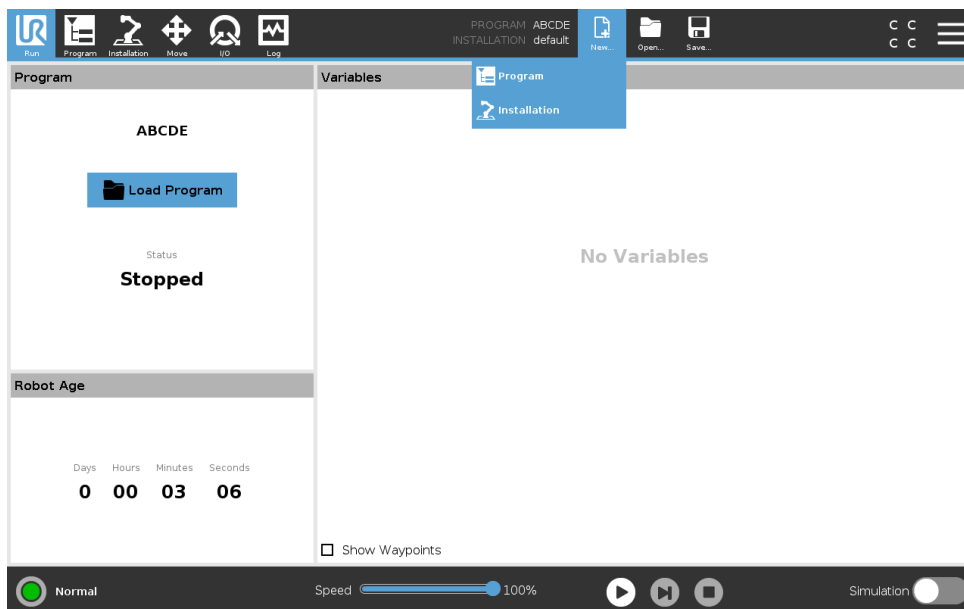 UR
Run Program Installation Move I/O Log
PROGRAM ABCDE
INSTALLATION default
New... Open... Save...
C C
C C
Program
Installation
Program
ABCDE
Load Program
Status
Stopped
Robot Age
Days Hours Minutes Seconds
0 00 03 06
Variables
No Variables
Show Waypoints
Normal
Speed 100%
Simulation